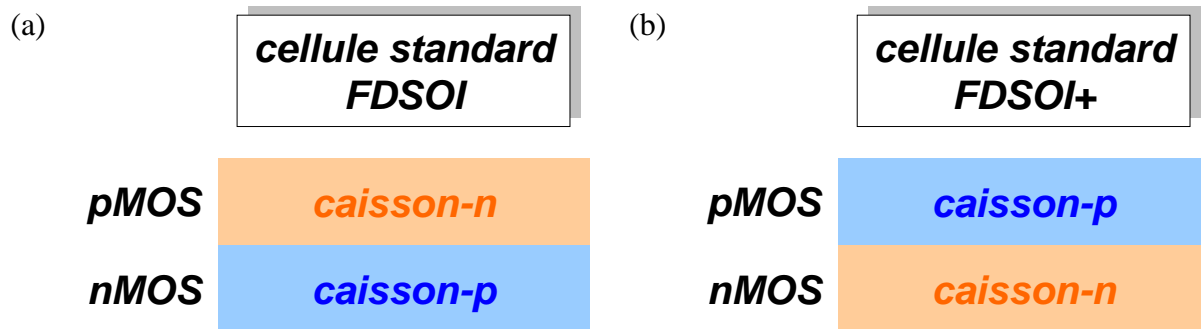 (a)
cellule standard
FDSOI
pMOS
caisson-n
nMOS
caisson-p
(b)
cellule standard
FDSOI+
pMOS
caisson-p
nMOS
caisson-n